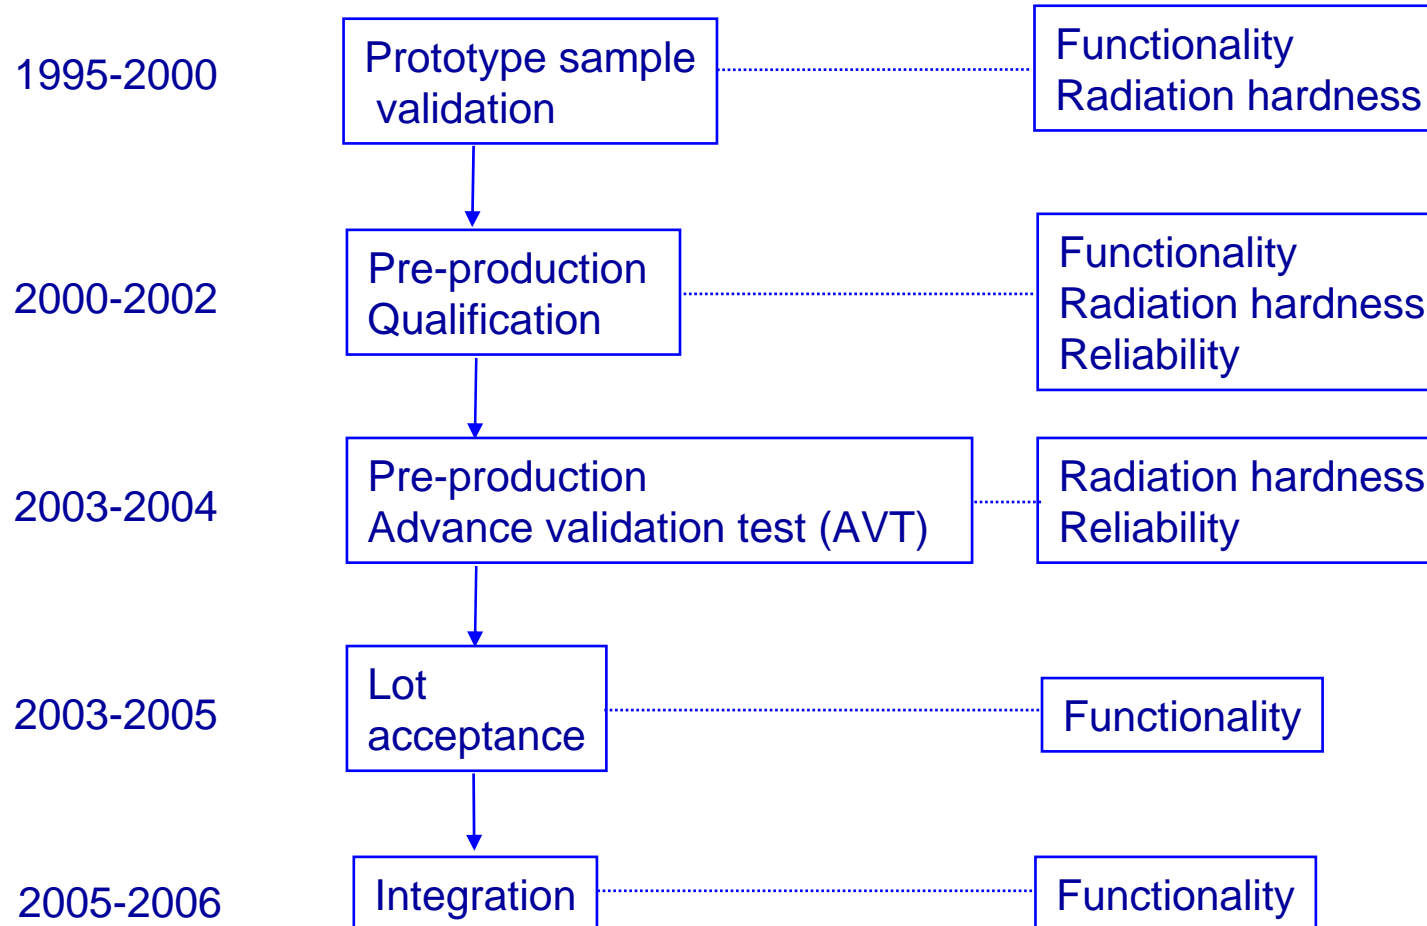 1995-2000
Prototype sample
validation
Functionality
Radiation hardness
2000-2002
Pre-production
Qualification
Functionality
Radiation hardness
Reliability
2003-2004
Pre-production
Advance validation test (AVT)
Radiation hardness
Reliability
2003-2005
Lot
acceptance
Functionality
2005-2006
Integration
Functionality